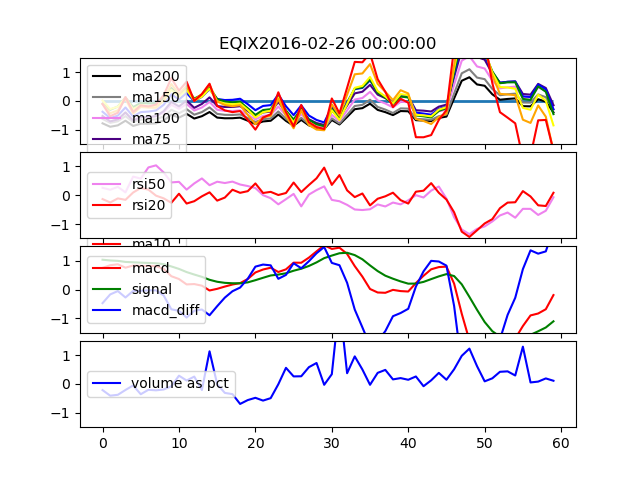 EQIX2016-02-26 00:00:00
1
0
−1
ma200
ma150
ma100
ma75
1
0
−1
rsi50
rsi20
ma10
1
0
−1
macd
signal
macd_diff
1
0
−1
volume as pct
0 10 20 30 40 50 60